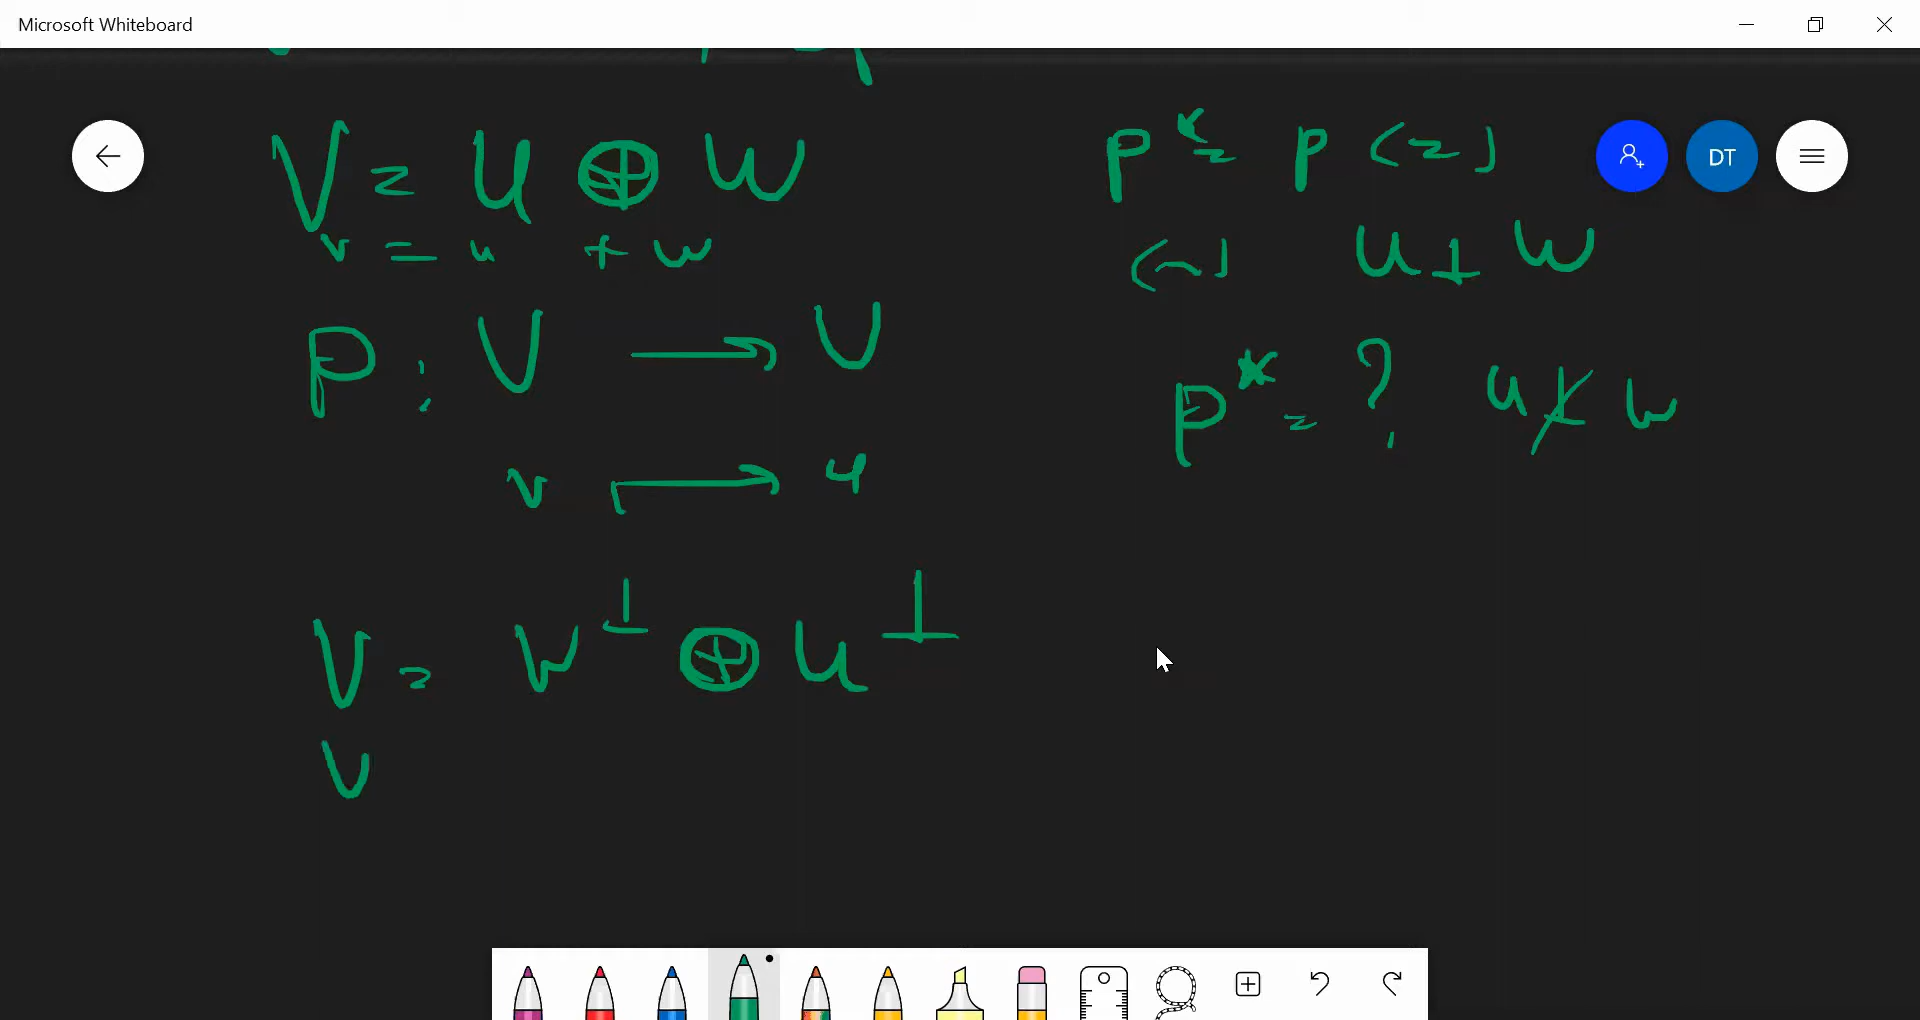 Microsoft Whiteboard
V = U ⊕ W
v = u + w
P : V → V
v ↦ u
V = W^⊥ ⊕ U^⊥
V
P* = P (=)
(~) U ⊥ W
P* = ? U ⊥̸ W
DT